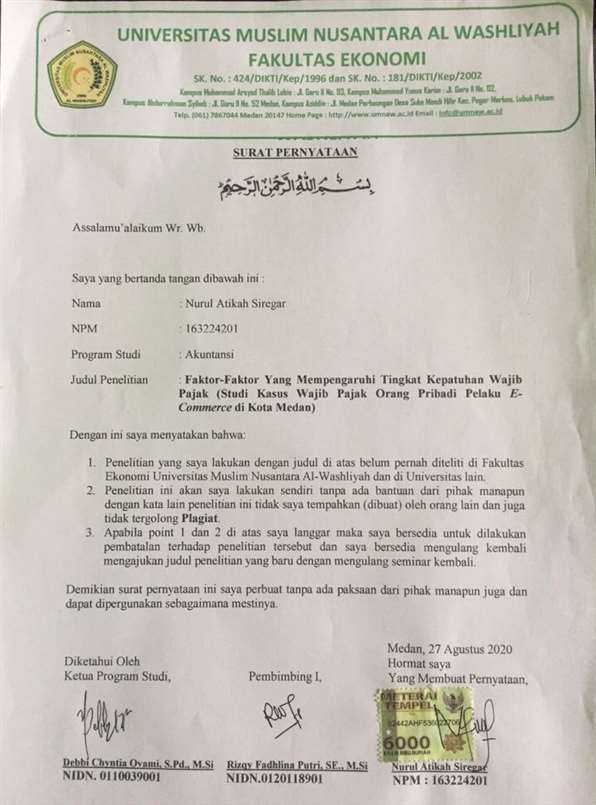 UNIVERSITAS MUSLIM NUSANTARA AL WASHLIYAH
FAKULTAS EKONOMI
SK. No. : 424/DIKTI/Kep/1996 dan SK. No. : 181/DIKTI/Kep/2002
Kampus Muhammad Arsyad Thalib Lubis : Jl. Garu II No. 93, Kampus Muhammad Yunus Karim : Jl. Garu II No. 02,
Kampus Abdurrahman Syihab : Jl. Garu II No. 52 Medan, Kampus Aziddin : Jl. Medan Perbaungan Desa Suka Mandi Hilir Kec. Pagar Merbau, Lubuk Pakam
Telp. (061) 7867044 Medan 20147 Home Page : http://www.umnaw.ac.id Email : info@umnaw.ac.id
SURAT PERNYATAAN
بِسْمِ اللَّهِ الرَّحْمَنِ الرَّحِيمِ
Assalamu'alaikum Wr. Wb.
Saya yang bertanda tangan dibawah ini :
Nama : Nurul Atikah Siregar
NPM : 163224201
Program Studi : Akuntansi
Judul Penelitian : Faktor-Faktor Yang Mempengaruhi Tingkat Kepatuhan Wajib
Pajak (Studi Kasus Wajib Pajak Orang Pribadi Pelaku E-
Commerce di Kota Medan)
Dengan ini saya menyatakan bahwa:
1. Penelitian yang saya lakukan dengan judul di atas belum pernah diteliti di Fakultas
Ekonomi Universitas Muslim Nusantara Al-Washliyah dan di Universitas lain.
2. Penelitian ini akan saya lakukan sendiri tanpa ada bantuan dari pihak manapun
dengan kata lain penelitian ini tidak saya tempahkan (dibuat) oleh orang lain dan juga
tidak tergolong Plagiat.
3. Apabila point 1 dan 2 di atas saya langgar maka saya bersedia untuk dilakukan
pembatalan terhadap penelitian tersebut dan saya bersedia mengulang kembali
mengajukan judul penelitian yang baru dengan mengulang seminar kembali.
Demikian surat pernyataan ini saya perbuat tanpa ada paksaan dari pihak manapun juga dan
dapat dipergunakan sebagaimana mestinya.
Medan, 27 Agustus 2020
Diketahui Oleh
Hormat saya
Ketua Program Studi,
Pembimbing I,
Yang Membuat Pernyataan,
METERAI
TEMPEL
6000
Debbi Chyntia Ovami, S.Pd., M.Si
Rizqy Fadhlina Putri, SE., M.Si
Nurul Atikah Siregar
NIDN. 0110039001
NIDN.0120118901
NPM : 163224201